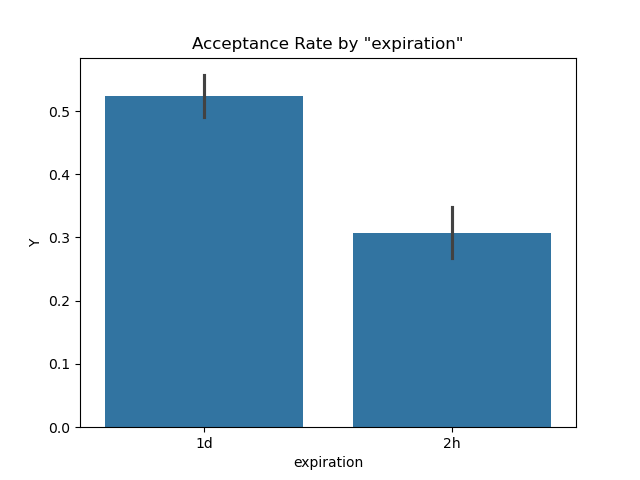 Acceptance Rate by "expiration"
Y
0.5
0.4
0.3
0.2
0.1
0.0
1d
2h
expiration